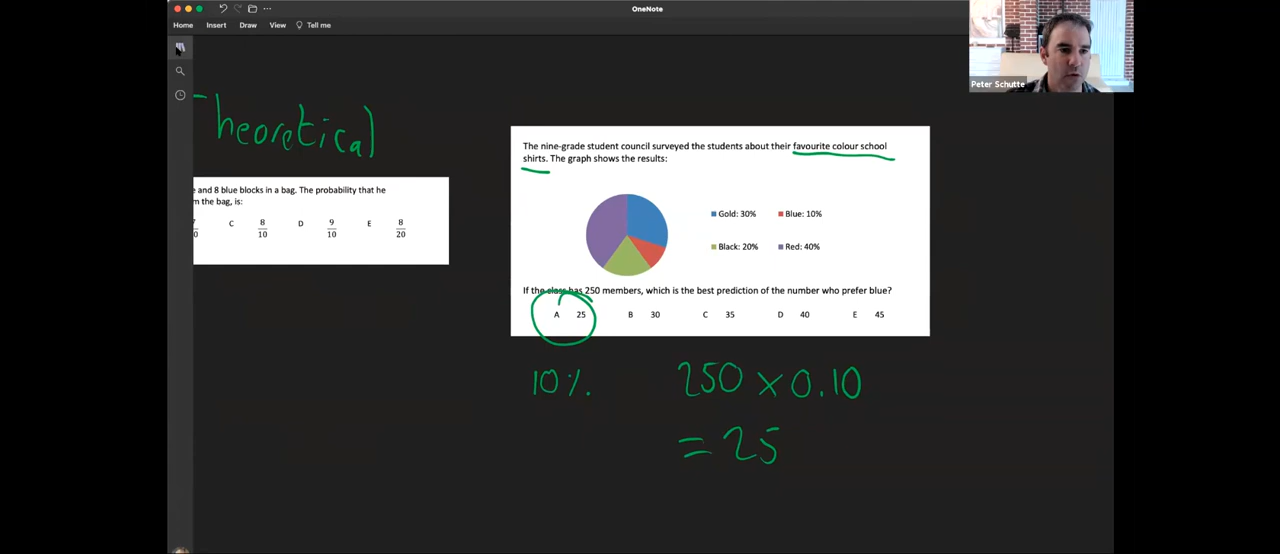 OneNote
Home Insert Draw View Tell me
Peter Schutte
Theoretical
and 8 blue blocks in a bag. The probability that he
the bag, is:
C 8/10 D 9/10 E 8/20
The nine-grade student council surveyed the students about their favourite colour school
shirts. The graph shows the results:
Gold: 30% Blue: 10%
Black: 20% Red: 40%
If the class has 250 members, which is the best prediction of the number who prefer blue?
A 25 B 30 C 35 D 40 E 45
10% 250 × 0.10
= 25